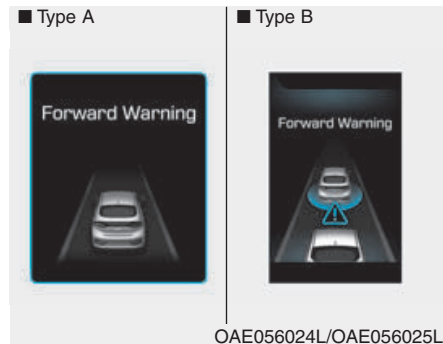 ■ Type A
■ Type B
Forward Warning
Forward Warning
OAE056024L/OAE056025L